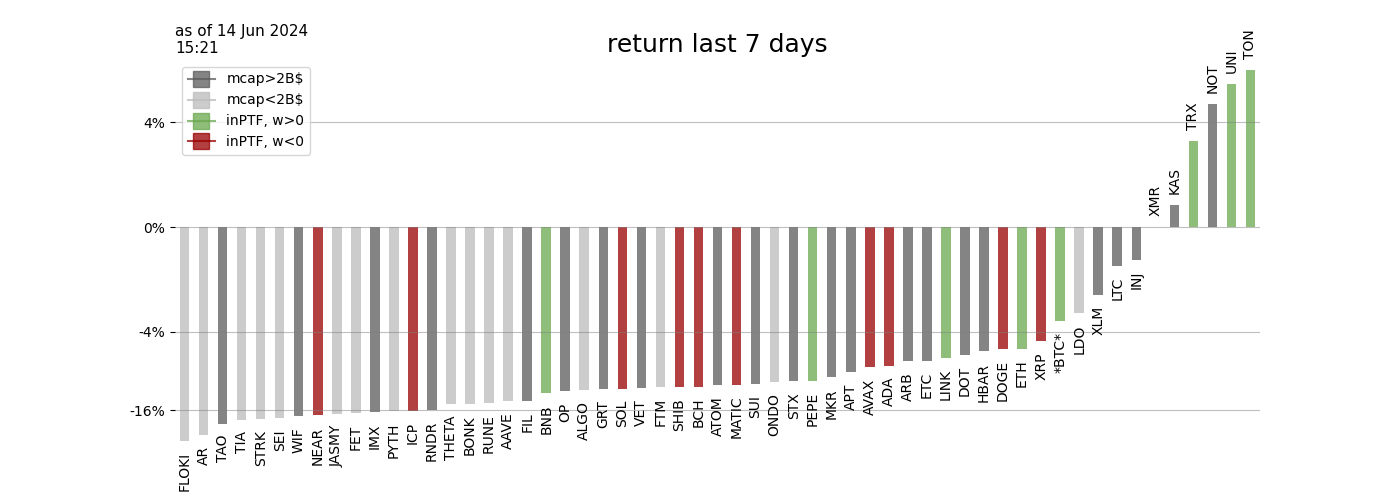 as of 14 Jun 2024
15:21
return last 7 days
mcap>2B$
mcap<2B$
inPTF, w>0
inPTF, w<0
4%
0%
-4%
-16%
FLOKI
AR
TAO
TIA
STRK
SEI
WIF
NEAR
JASMY
FET
IMX
PYTH
ICP
RNDR
THETA
BONK
RUNE
AAVE
FIL
BNB
OP
ALGO
GRT
SOL
VET
FTM
SHIB
BCH
ATOM
MATIC
SUI
ONDO
STX
PEPE
MKR
APT
AVAX
ADA
ARB
ETC
LINK
DOT
HBAR
DOGE
ETH
XRP
*BTC*
LDO
XLM
LTC
INJ
XMR
KAS
TRX
NOT
UNI
TON